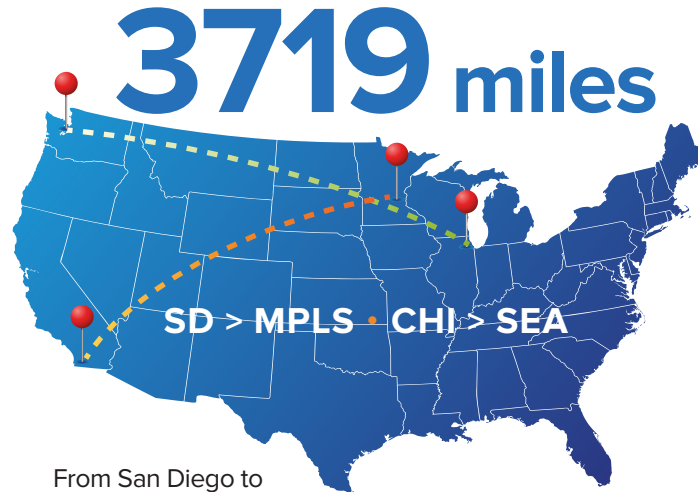 3719 miles
SD > MPLS • CHI > SEA
From San Diego to